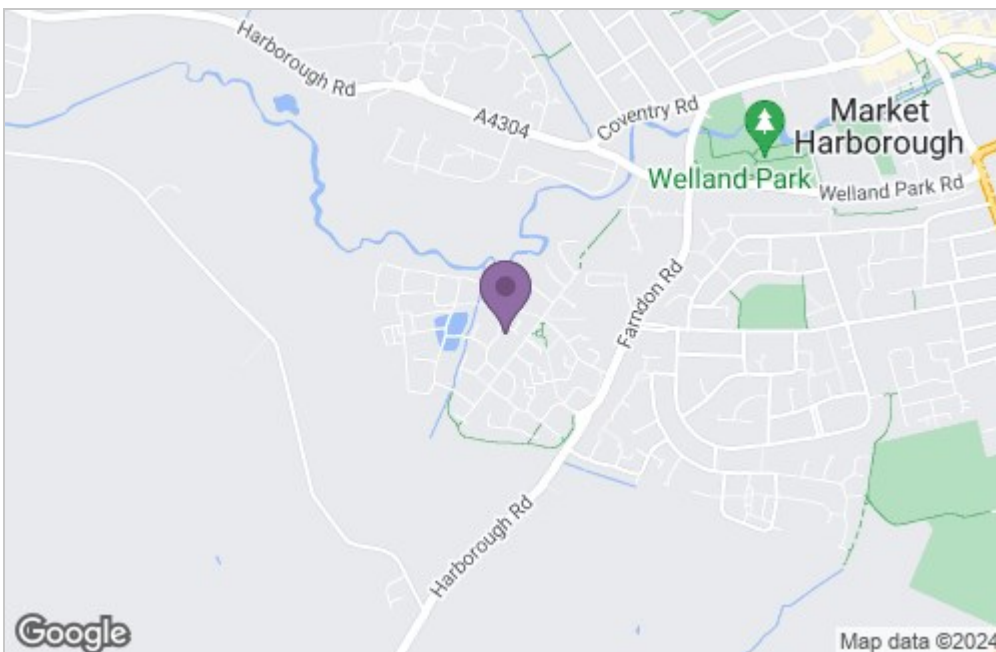 Harborough Rd
A4304
Coventry Rd
Market
Harborough
Welland Park
Welland Park Rd
Farndon Rd
Harborough Rd
Google
Map data ©2024